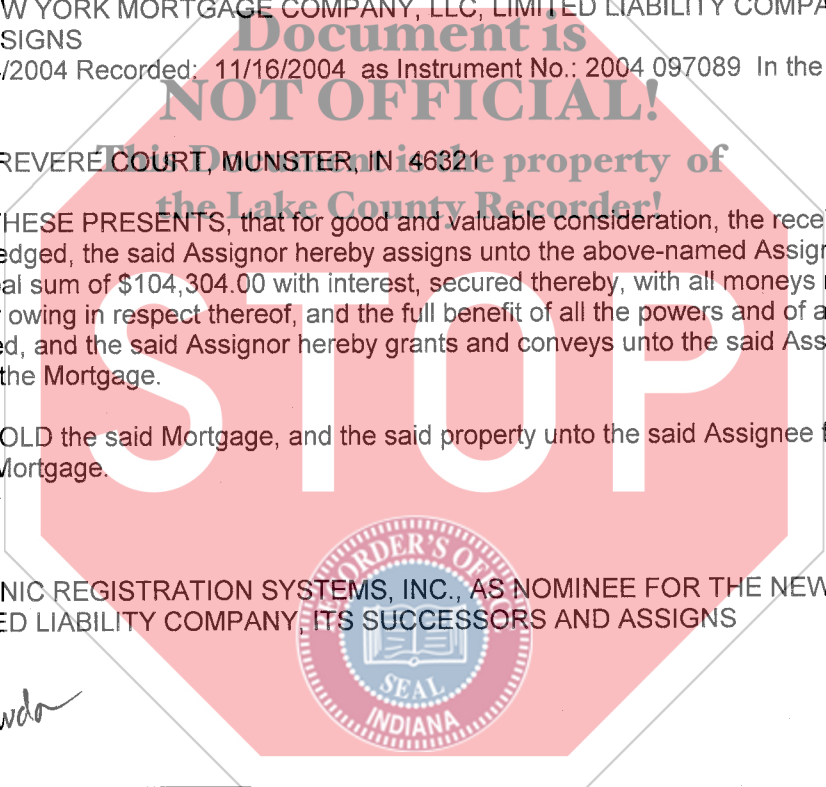 W YORK MORTGAGE COMPANY, LLC, LIMITED LIABILITY COMPA
SIGNS
Document is
/2004 Recorded: 11/16/2004 as Instrument No.: 2004 097089 In the
NOT OFFICIAL!
REVERE COURT, MUNSTER, IN 46321
This Document is the property of
the Lake County Recorder!
HESE PRESENTS, that for good and valuable consideration, the rece
edged, the said Assignor hereby assigns unto the above-named Assign
al sum of $104,304.00 with interest, secured thereby, with all moneys
owing in respect thereof, and the full benefit of all the powers and of a
ed, and the said Assignor hereby grants and conveys unto the said Ass
the Mortgage.
STOP
OLD the said Mortgage, and the said property unto the said Assignee
Mortgage.
RECORDER'S OF
NIC REGISTRATION SYSTEMS, INC., AS NOMINEE FOR THE NEW
ED LIABILITY COMPANY, ITS SUCCESSORS AND ASSIGNS
SEAL
INDIANA